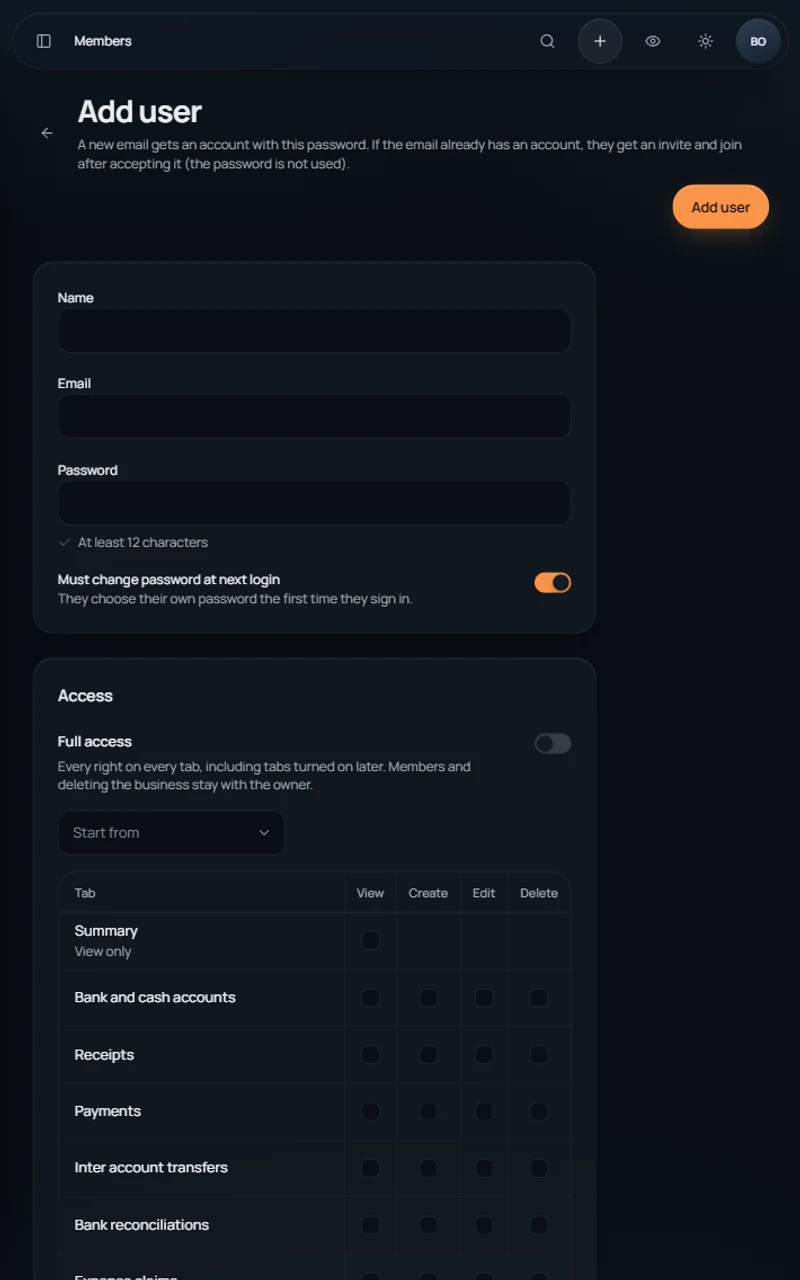 Members
BO
Add user
A new email gets an account with this password. If the email already has an account, they get an invite and join
after accepting it (the password is not used).
Add user
Name
Email
Password
At least 12 characters
Must change password at next login
They choose their own password the first time they sign in.
Access
Full access
Every right on every tab, including tabs turned on later. Members and
deleting the business stay with the owner.
Start from
Tab View Create Edit Delete
Summary
View only
Bank and cash accounts
Receipts
Payments
Inter account transfers
Bank reconciliations
Expense claims